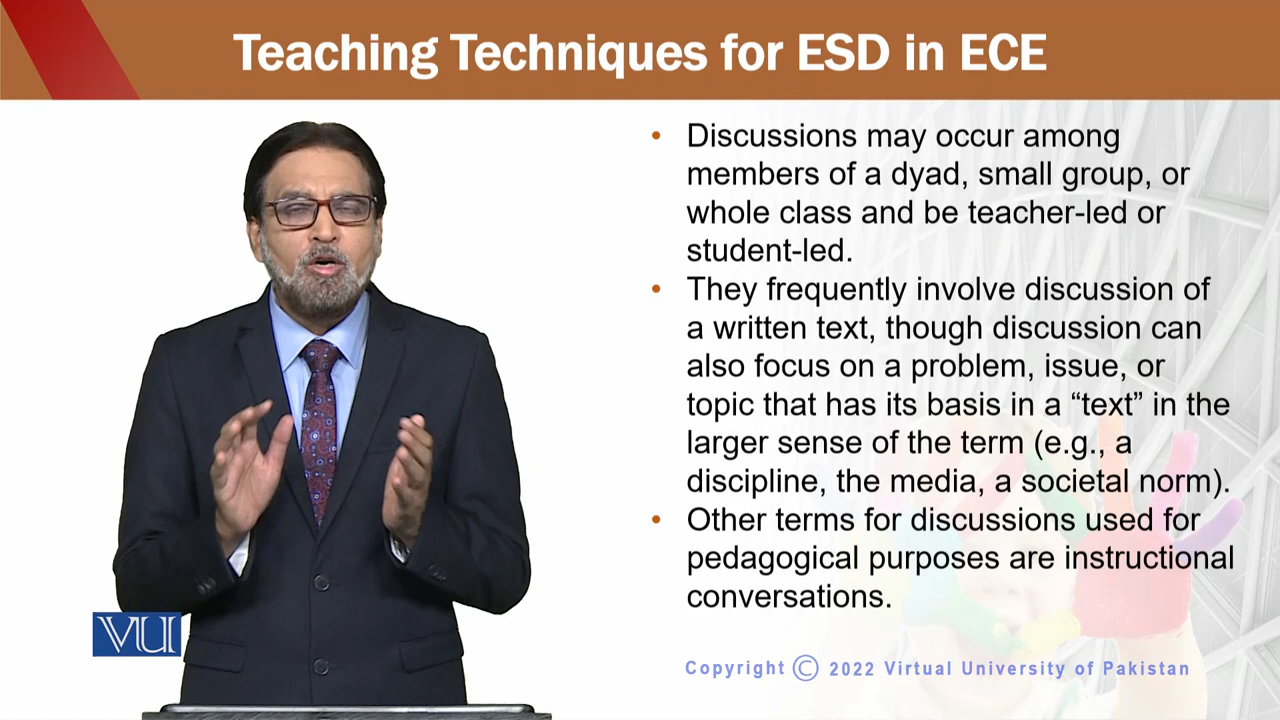 Teaching Techniques for ESD in ECE
• Discussions may occur among
members of a dyad, small group, or
whole class and be teacher-led or
student-led.
• They frequently involve discussion of
a written text, though discussion can
also focus on a problem, issue, or
topic that has its basis in a “text” in the
larger sense of the term (e.g., a
discipline, the media, a societal norm).
• Other terms for discussions used for
pedagogical purposes are instructional
conversations.
VU
Copyright © 2022 Virtual University of Pakistan